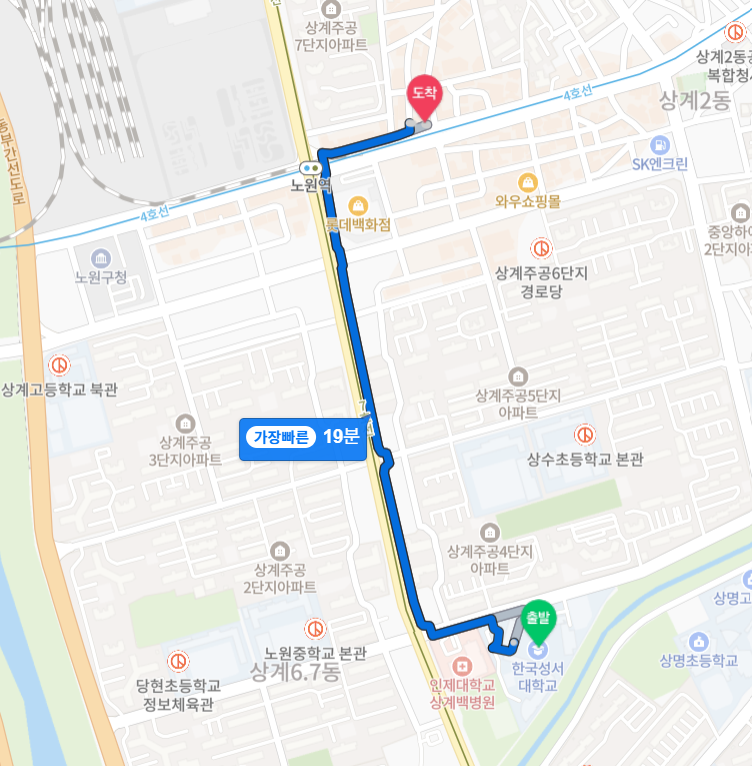 상계주공
7단지아파트
상계2동공
복합청사
상계2동
도착
4호선
SK엔크린
동부간선도로
노원역
와우쇼핑몰
롯데백화점
4호선
중앙하이
2단지아파
노원구청
상계주공6단지
경로당
상계고등학교 북관
상계주공5단지
아파트
7
가장빠른 19분
상계주공
3단지아파트
상수초등학교 본관
상계주공4단지
아파트
상계주공
2단지아파트
상명고
출발
노원중학교 본관
상계6.7동
한국성서
대학교
상명초등학교
당현초등학교
정보체육관
인제대학교
상계백병원